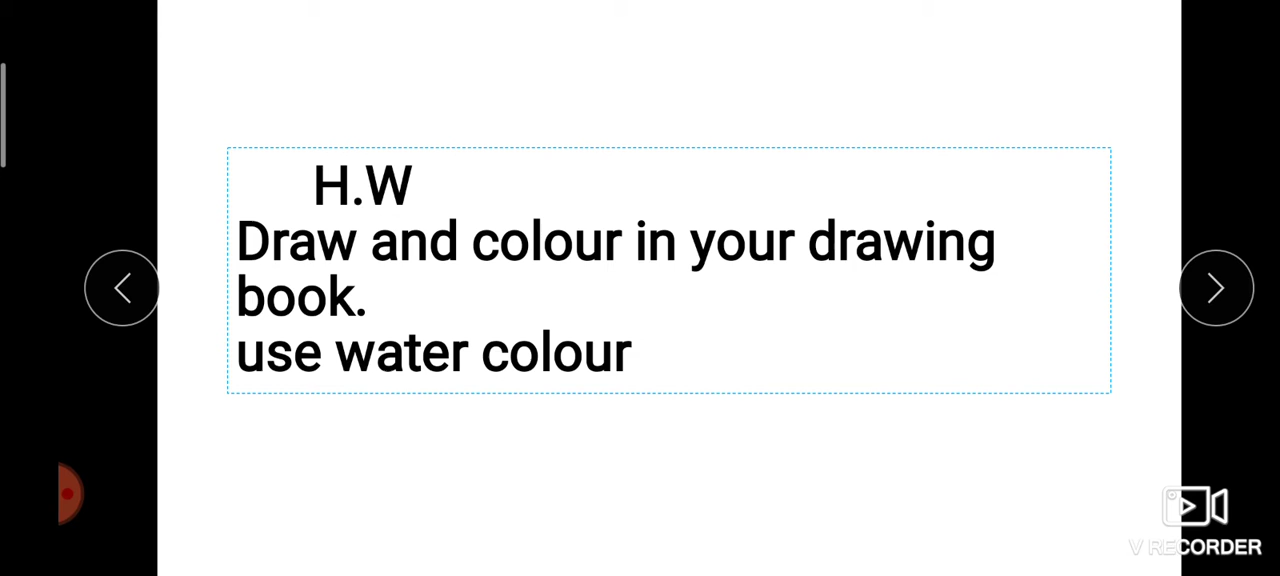 H.W
Draw and colour in your drawing
book.
use water colour
V RECORDER